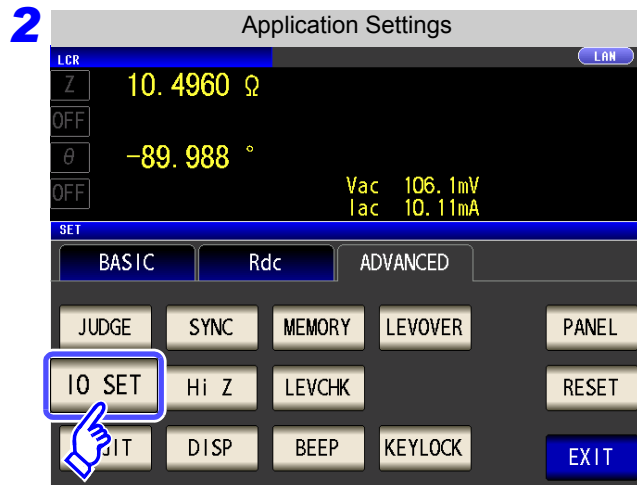 2
Application Settings
LCR
LAN
Z 10.4960 Ω
OFF
θ -89.988 °
OFF
Vac 106.1mV
Iac 10.11mA
SET
BASIC Rdc ADVANCED
JUDGE SYNC MEMORY LEVOVER PANEL
IO SET Hi Z LEVCHK RESET
DISP BEEP KEYLOCK EXIT